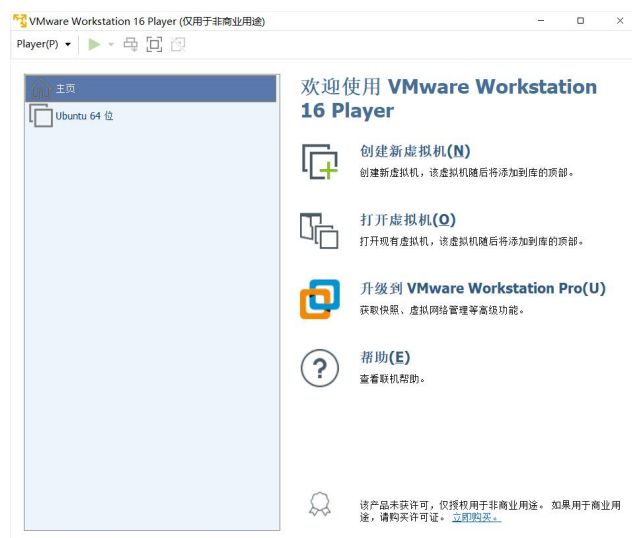 VMware Workstation 16 Player (仅用于非商业用途)
Player(P)
主页
Ubuntu 64 位
欢迎使用 VMware Workstation
16 Player
创建新虚拟机(N)
创建新虚拟机，该虚拟机随后将添加到库的顶部。
打开虚拟机(O)
打开现有虚拟机，该虚拟机随后将添加到库的顶部。
升级到 VMware Workstation Pro(U)
获取快照、虚拟网络管理等高级功能。
帮助(E)
查看联机帮助。
该产品未获许可，仅授权用于非商业用途。 如果用于商业用
途，请购买许可证。 立即购买。